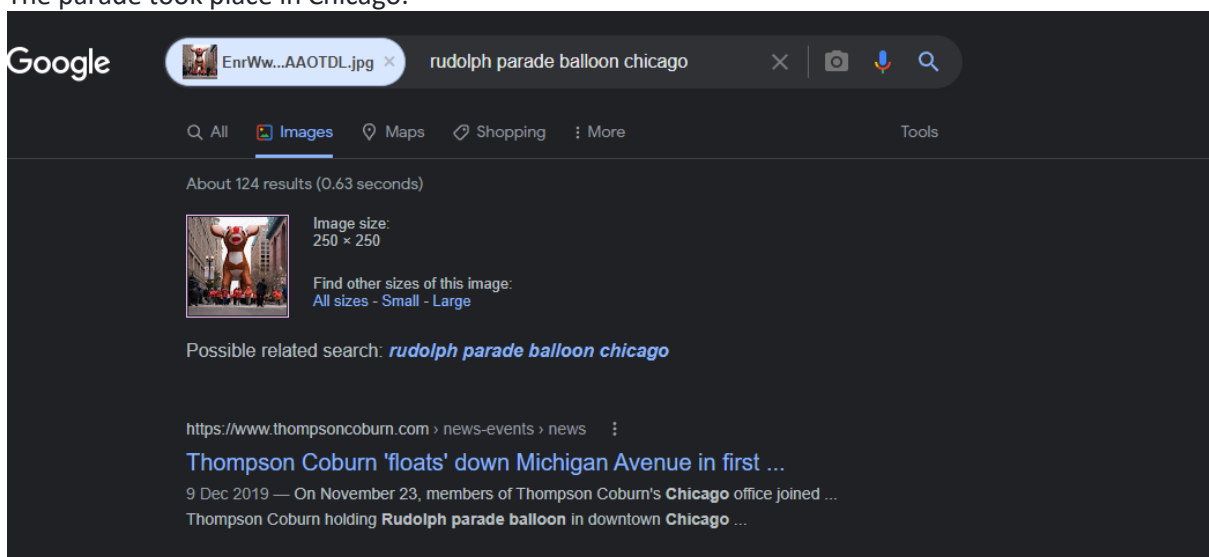 The parade took place in Chicago.
Google
EnrWw...AAOTDL.jpg × rudolph parade balloon chicago
All Images Maps Shopping More Tools
About 124 results (0.63 seconds)
Image size:
250 × 250
Find other sizes of this image:
All sizes - Small - Large
Possible related search: rudolph parade balloon chicago
https://www.thompsoncoburn.com › news-events › news
Thompson Coburn 'floats' down Michigan Avenue in first ...
9 Dec 2019 — On November 23, members of Thompson Coburn's Chicago office joined ...
Thompson Coburn holding Rudolph parade balloon in downtown Chicago ...